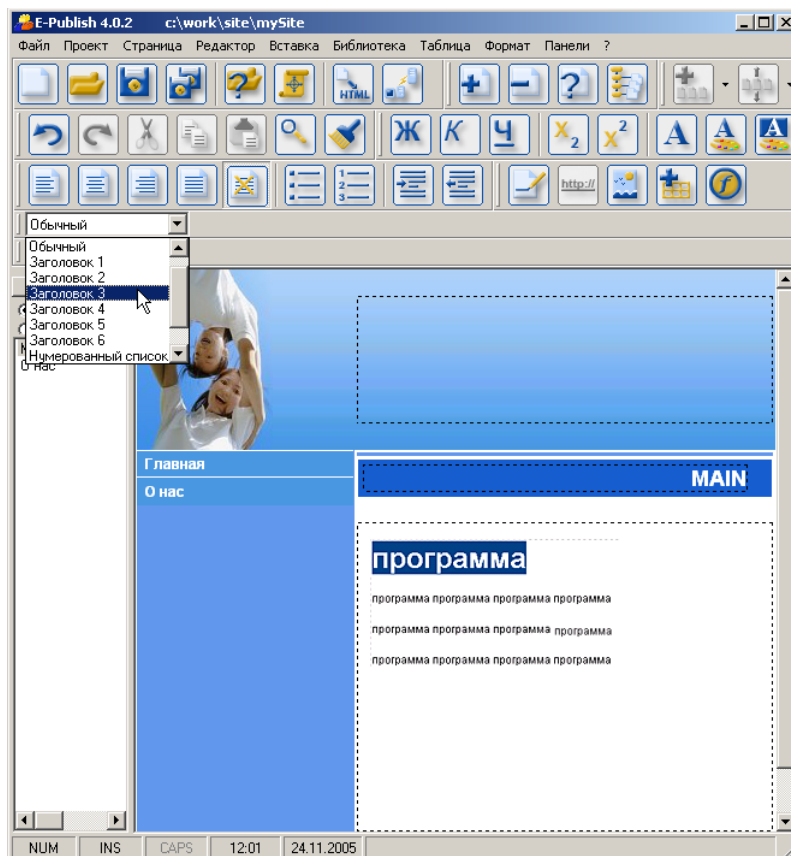 E-Publish 4.0.2 c:\work\site\mySite
Файл Проект Страница Редактор Вставка Библиотека Таблица Формат Панели ?
HTML
Ж К Ч X2 X2 A A A
1 2 3 http:// f
Обычный
Обычный
Заголовок 1
Заголовок 2
Заголовок 3
Заголовок 4
Заголовок 5
Заголовок 6
Нумерованный список
О нас
Главная
О нас
MAIN
программа
программа программа программа программа
программа программа программа программа
программа программа программа программа
NUM INS CAPS 12:01 24.11.2005